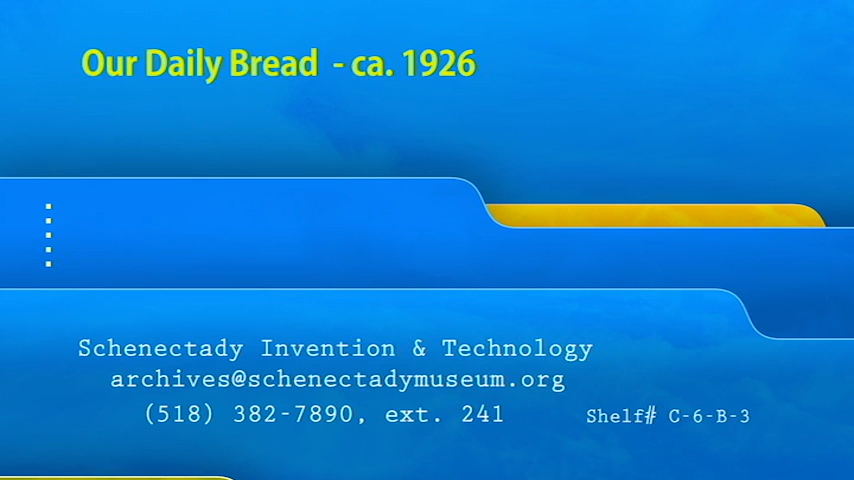 Our Daily Bread - ca. 1926
Schenectady Invention & Technology
archives@schenectadymuseum.org
(518) 382-7890, ext. 241
Shelf# C-6-B-3